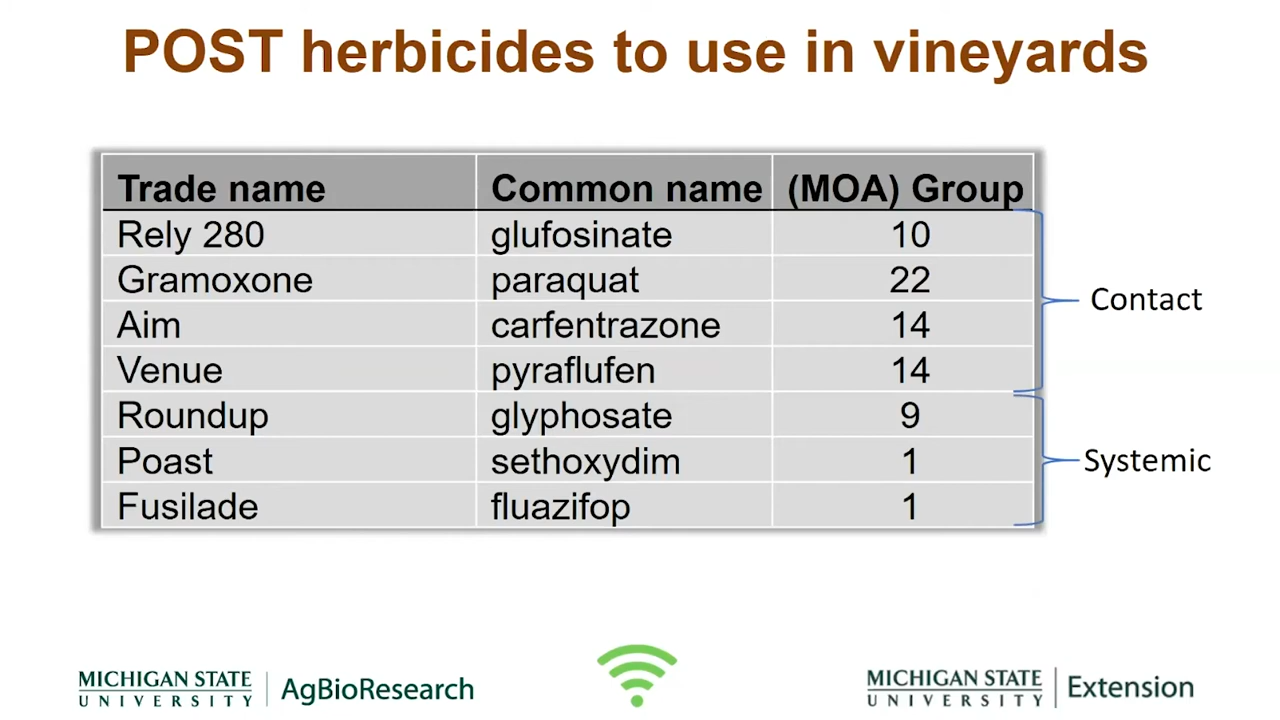 POST herbicides to use in vineyards
Trade name Common name (MOA) Group
Rely 280 glufosinate 10
Gramoxone paraquat 22
Aim carfentrazone 14
Venue pyraflufen 14
Roundup glyphosate 9
Poast sethoxydim 1
Fusilade fluazifop 1
Contact
Systemic
MICHIGAN STATE
UNIVERSITY
AgBioResearch
MICHIGAN STATE
UNIVERSITY
Extension